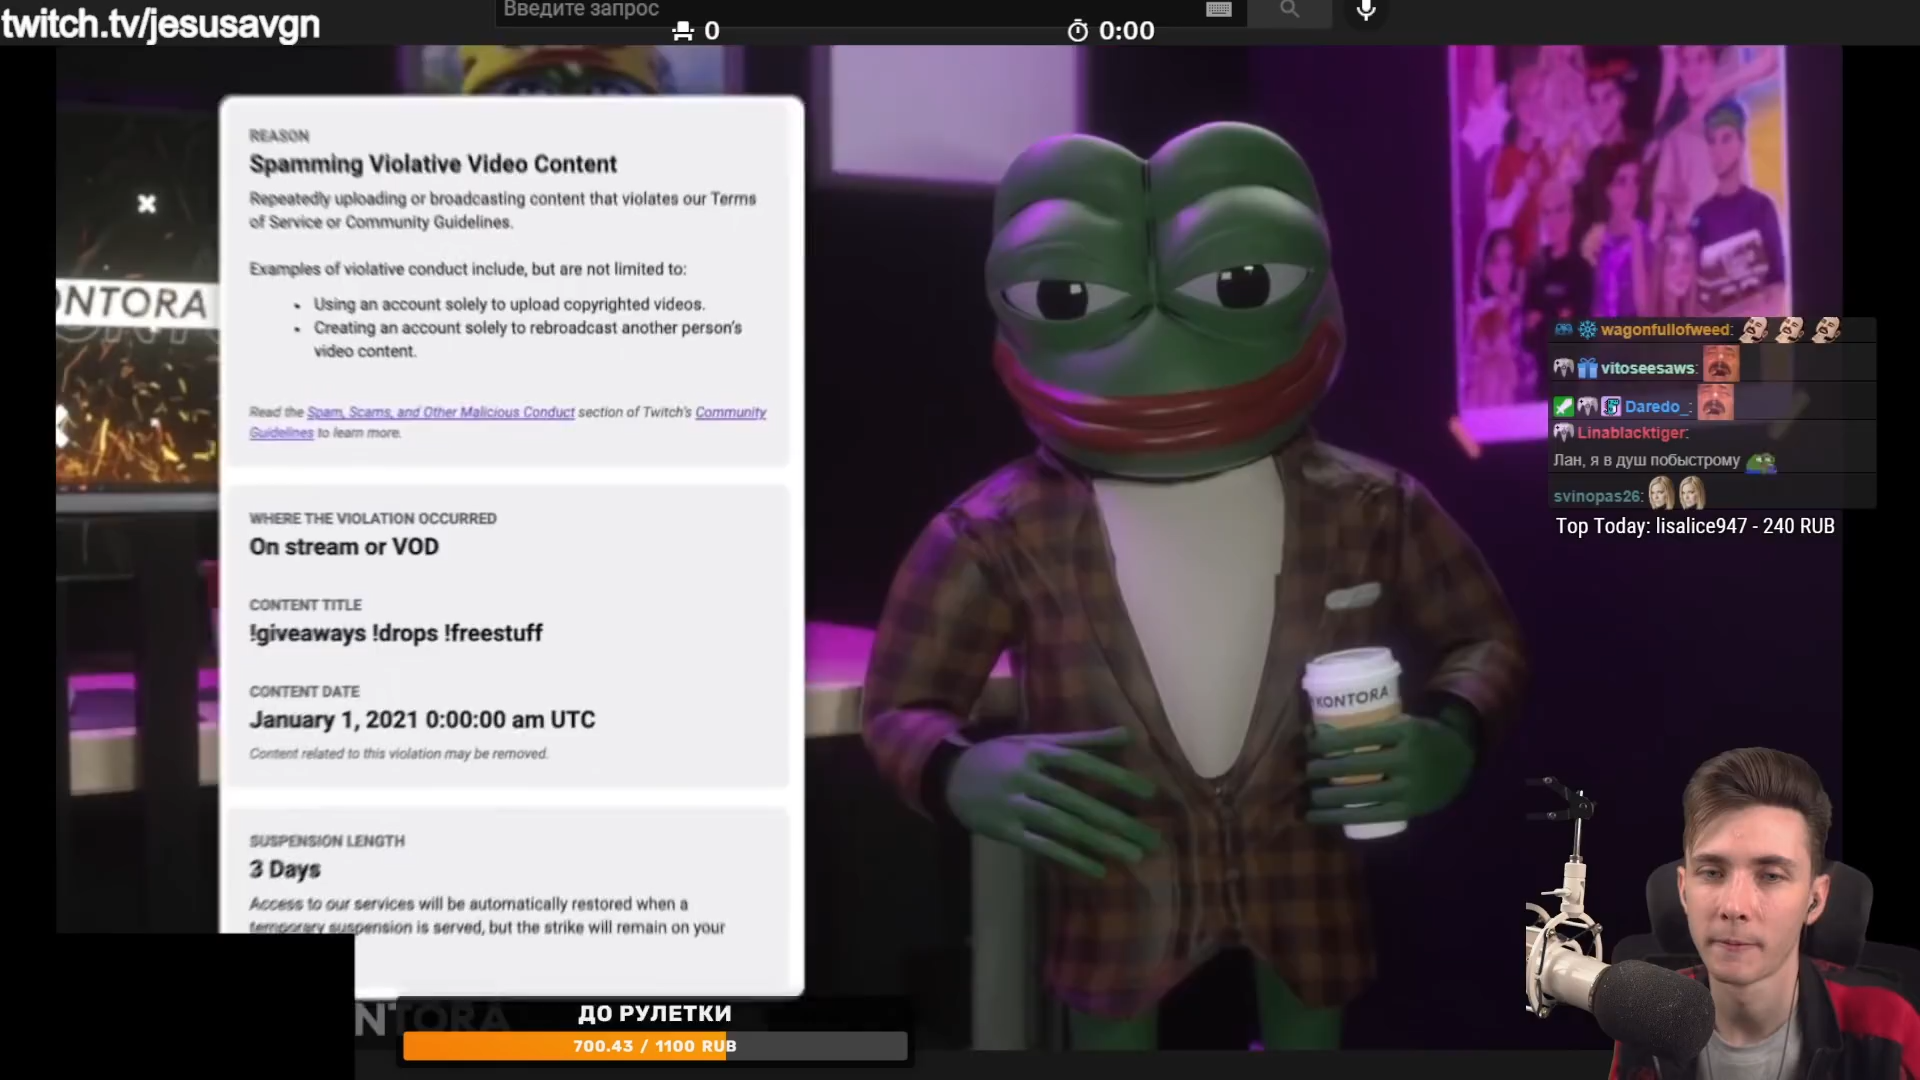 twitch.tv/jesusavgn
Введите запрос
0
0:00
REASON
Spamming Violative Video Content
Repeatedly uploading or broadcasting content that violates our Terms
of Service or Community Guidelines.
Examples of violative conduct include, but are not limited to:
• Using an account solely to upload copyrighted videos.
• Creating an account solely to rebroadcast another person's
video content.
Read the Spam, Scams, and Other Malicious Conduct section of Twitch's Community
Guidelines to learn more.
WHERE THE VIOLATION OCCURRED
On stream or VOD
CONTENT TITLE
!giveaways !drops !freestuff
CONTENT DATE
January 1, 2021 0:00:00 am UTC
Content related to this violation may be removed.
SUSPENSION LENGTH
3 Days
Access to our services will be automatically restored when a
temporary suspension is served, but the strike will remain on your
ONTORA
KONTORA
wagonfullofweed:
vitoseesaws:
Daredo_:
Linablacktiger:
Лан, я в душ побыстрому
svinopas26:
Top Today: lisalice947 - 240 RUB
NTORA
ДО РУЛЕТКИ
700.43 / 1100 RUB